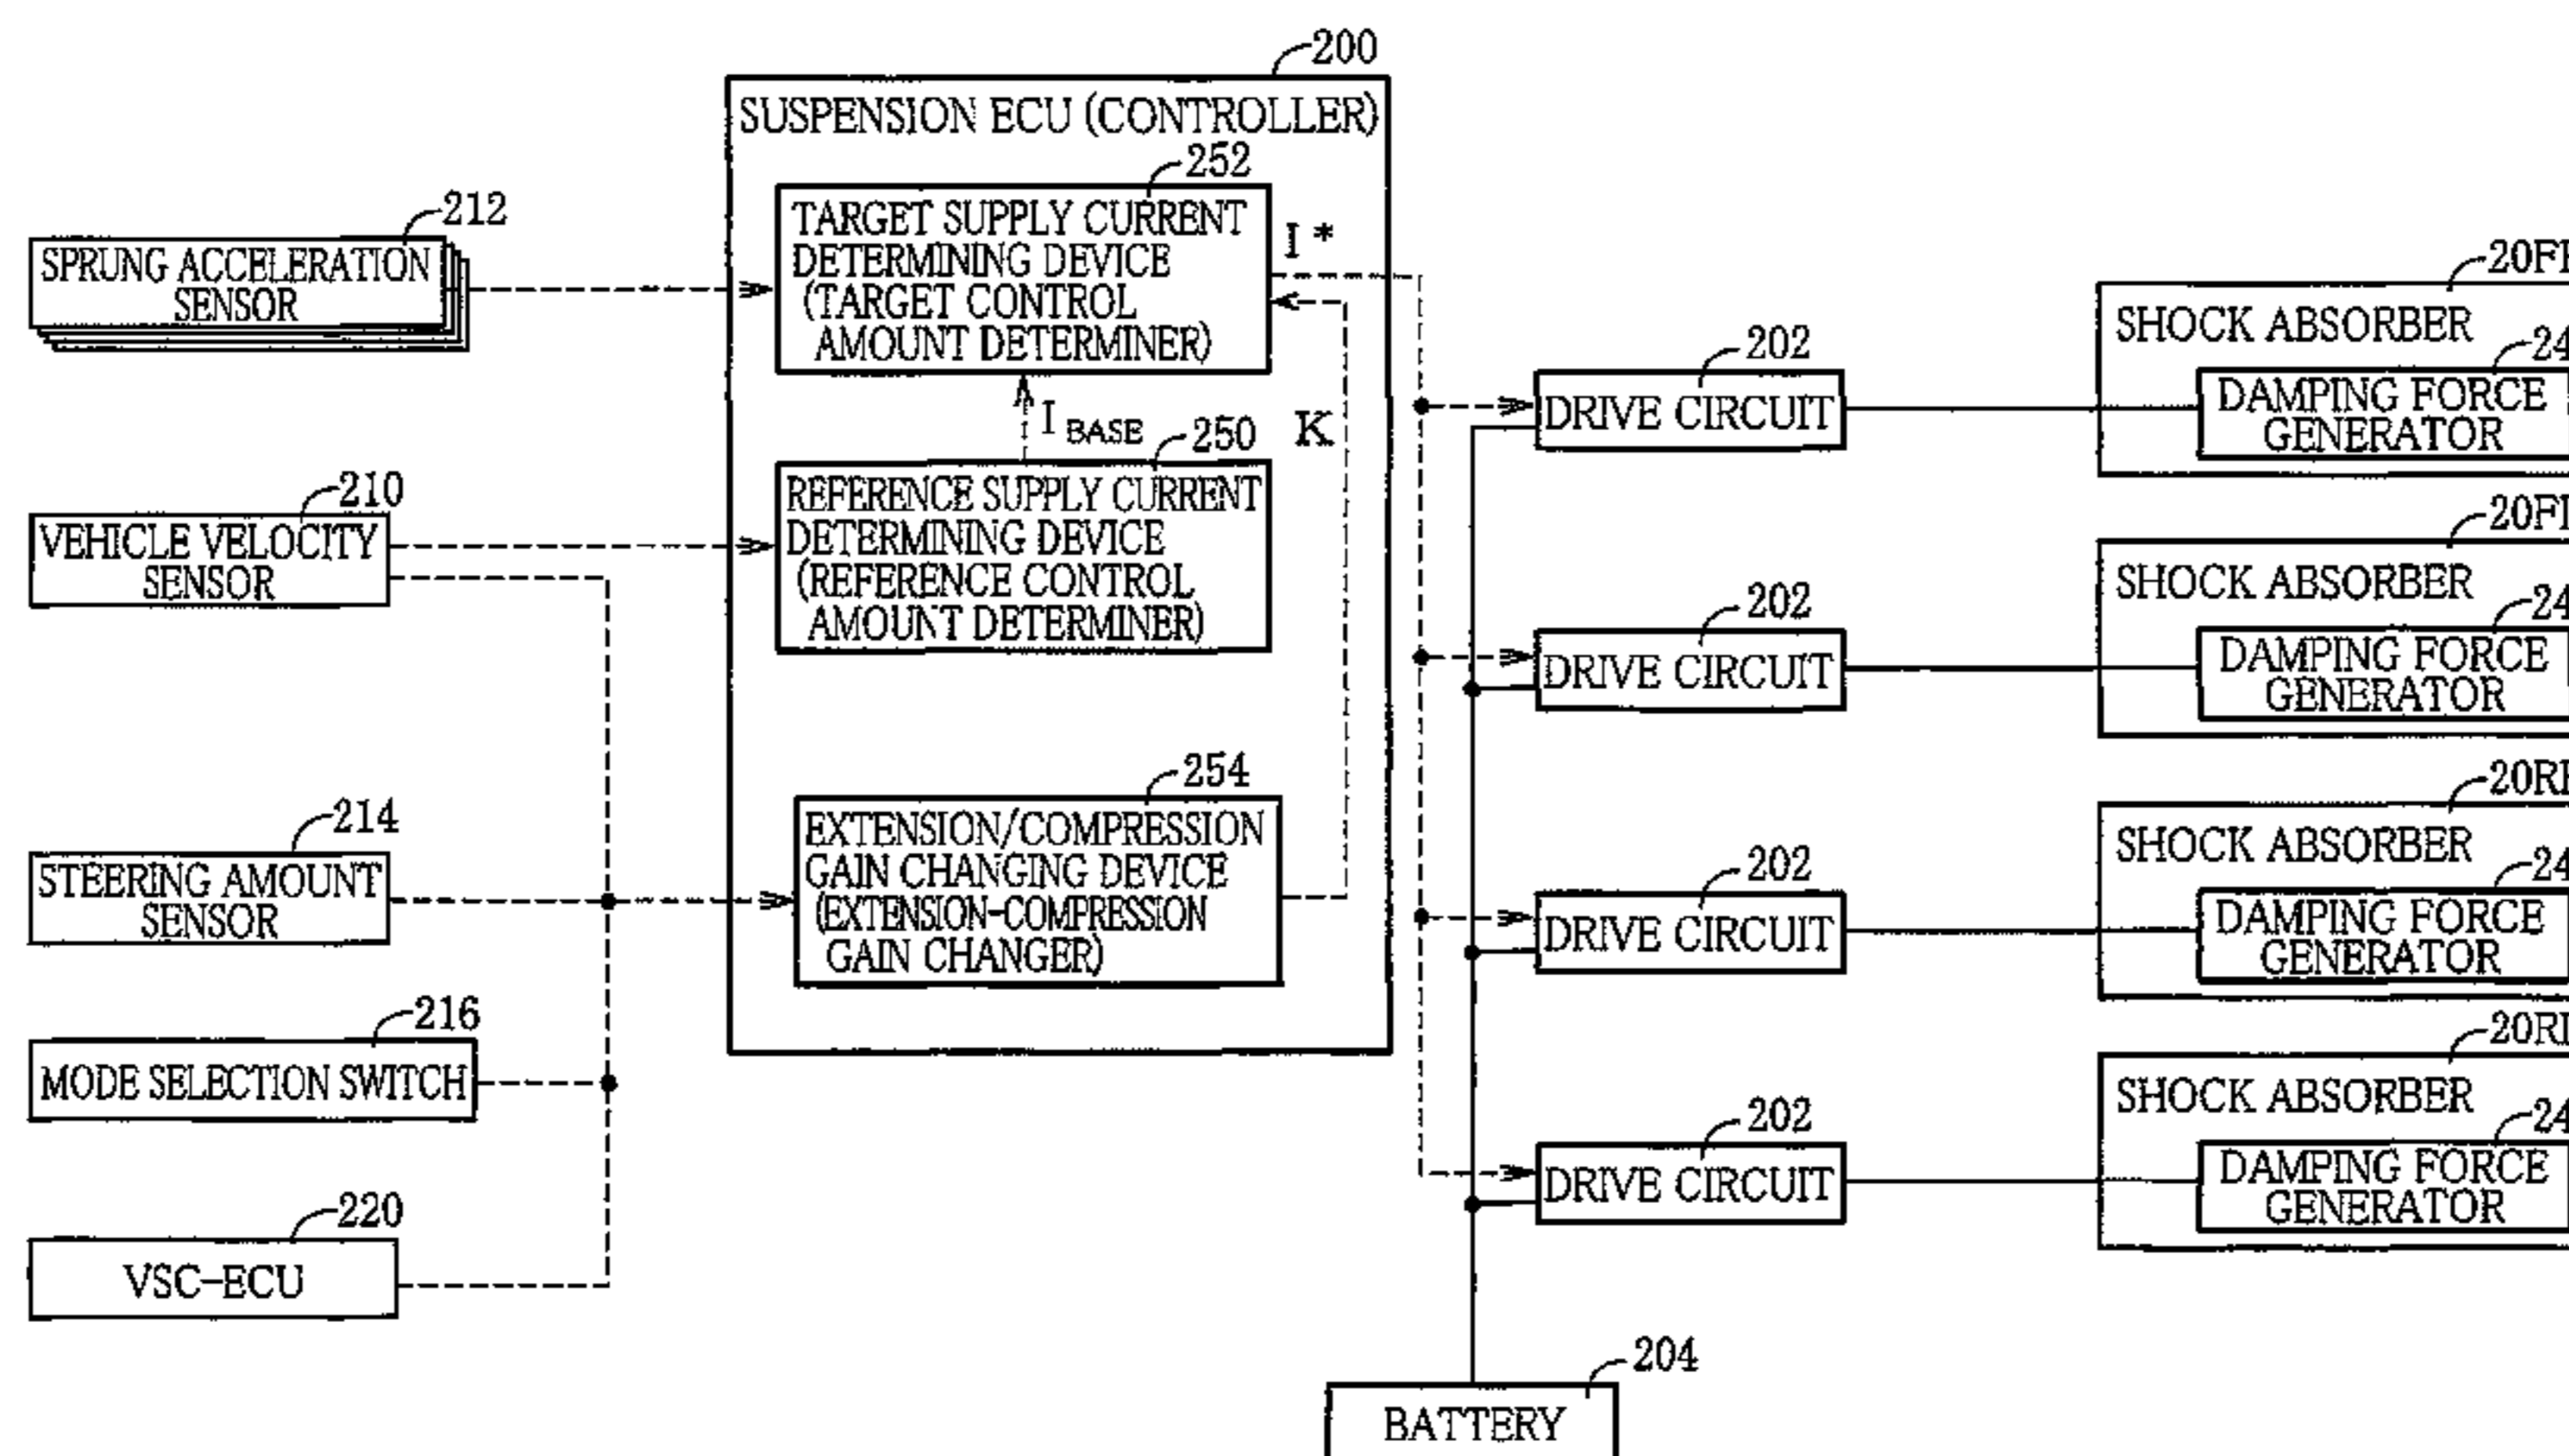 200
SUSPENSION ECU (CONTROLLER)
252
TARGET SUPPLY CURRENT
DETERMINING DEVICE
(TARGET CONTROL
AMOUNT DETERMINER)
I*
212
SPRUNG ACCELERATION
SENSOR
I BASE
K
250
REFERENCE SUPPLY CURRENT
DETERMINING DEVICE
(REFERENCE CONTROL
AMOUNT DETERMINER)
210
VEHICLE VELOCITY
SENSOR
254
EXTENSION/COMPRESSION
GAIN CHANGING DEVICE
(EXTENSION-COMPRESSION
GAIN CHANGER)
214
STEERING AMOUNT
SENSOR
216
MODE SELECTION SWITCH
220
VSC-ECU
202
DRIVE CIRCUIT
202
DRIVE CIRCUIT
202
DRIVE CIRCUIT
202
DRIVE CIRCUIT
204
BATTERY
SHOCK ABSORBER
24
DAMPING FORCE
GENERATOR
SHOCK ABSORBER
24
DAMPING FORCE
GENERATOR
SHOCK ABSORBER
24
DAMPING FORCE
GENERATOR
SHOCK ABSORBER
24
DAMPING FORCE
GENERATOR